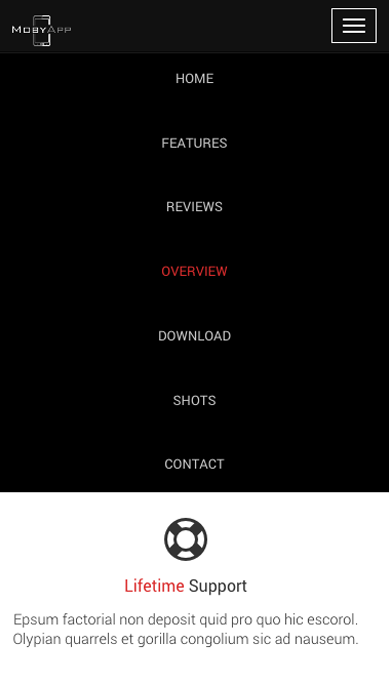 MobyApp
HOME
FEATURES
REVIEWS
OVERVIEW
DOWNLOAD
SHOTS
CONTACT
Lifetime Support
Epsum factorial non deposit quid pro quo hic escorol.
Olypian quarrels et gorilla congolium sic ad nauseum.